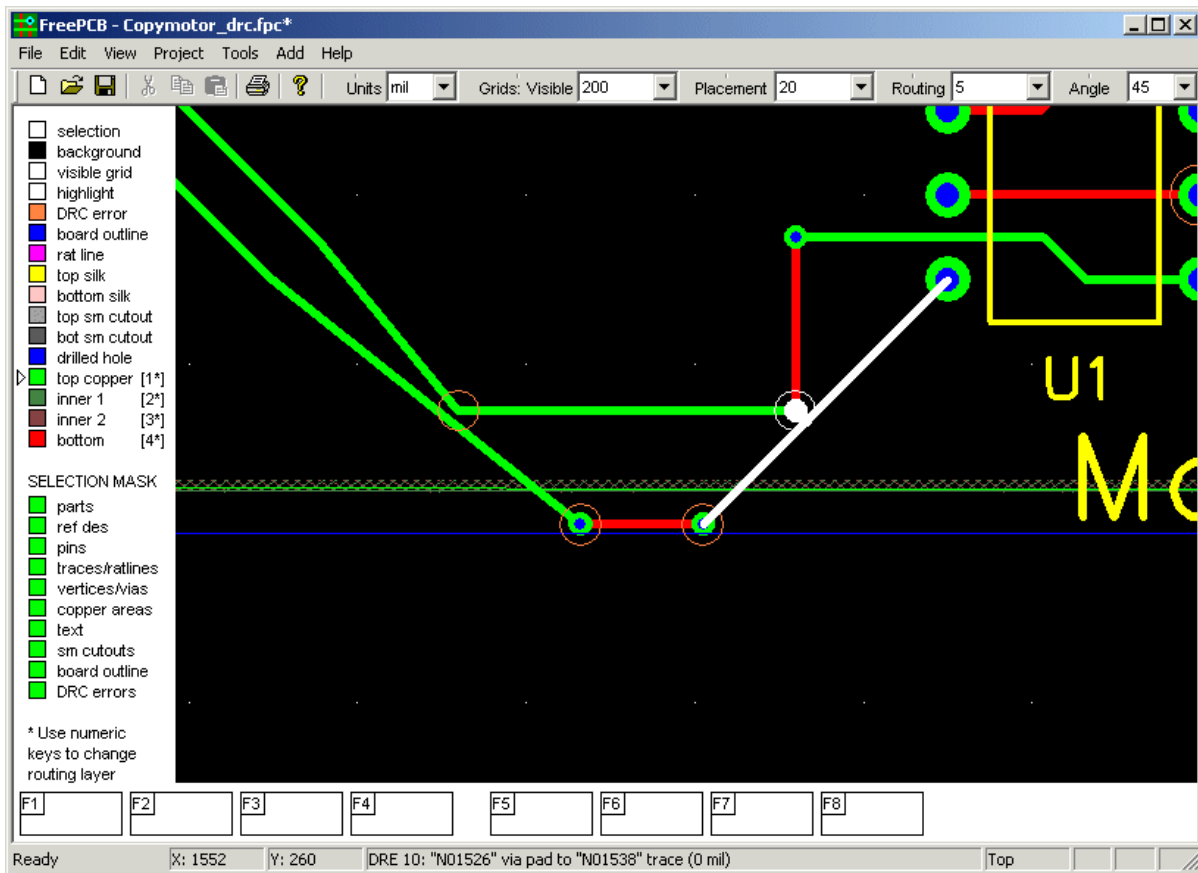 FreePCB - Copymotor_drc.fpc*
File Edit View Project Tools Add Help
Units mil Grids: Visible 200 Placement 20 Routing 5 Angle 45
selection
background
visible grid
highlight
DRC error
board outline
rat line
top silk
bottom silk
top sm cutout
bot sm cutout
drilled hole
top copper [1*]
inner 1 [2*]
inner 2 [3*]
bottom [4*]
SELECTION MASK
parts
ref des
pins
traces/ratlines
vertices/vias
copper areas
text
sm cutouts
board outline
DRC errors
* Use numeric
keys to change
routing layer
U1
F1 F2 F3 F4 F5 F6 F7 F8
Ready X: 1552 Y: 260 DRE 10: "N01526" via pad to "N01538" trace (0 mil) Top